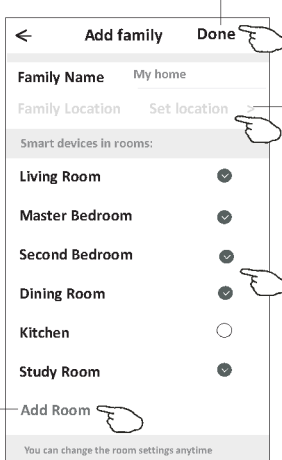 Add family Done
Family Name My home
Family Location Set location >
Smart devices in rooms:
Living Room
Master Bedroom
Second Bedroom
Dining Room
Kitchen
Study Room
Add Room
You can change the room settings anytime